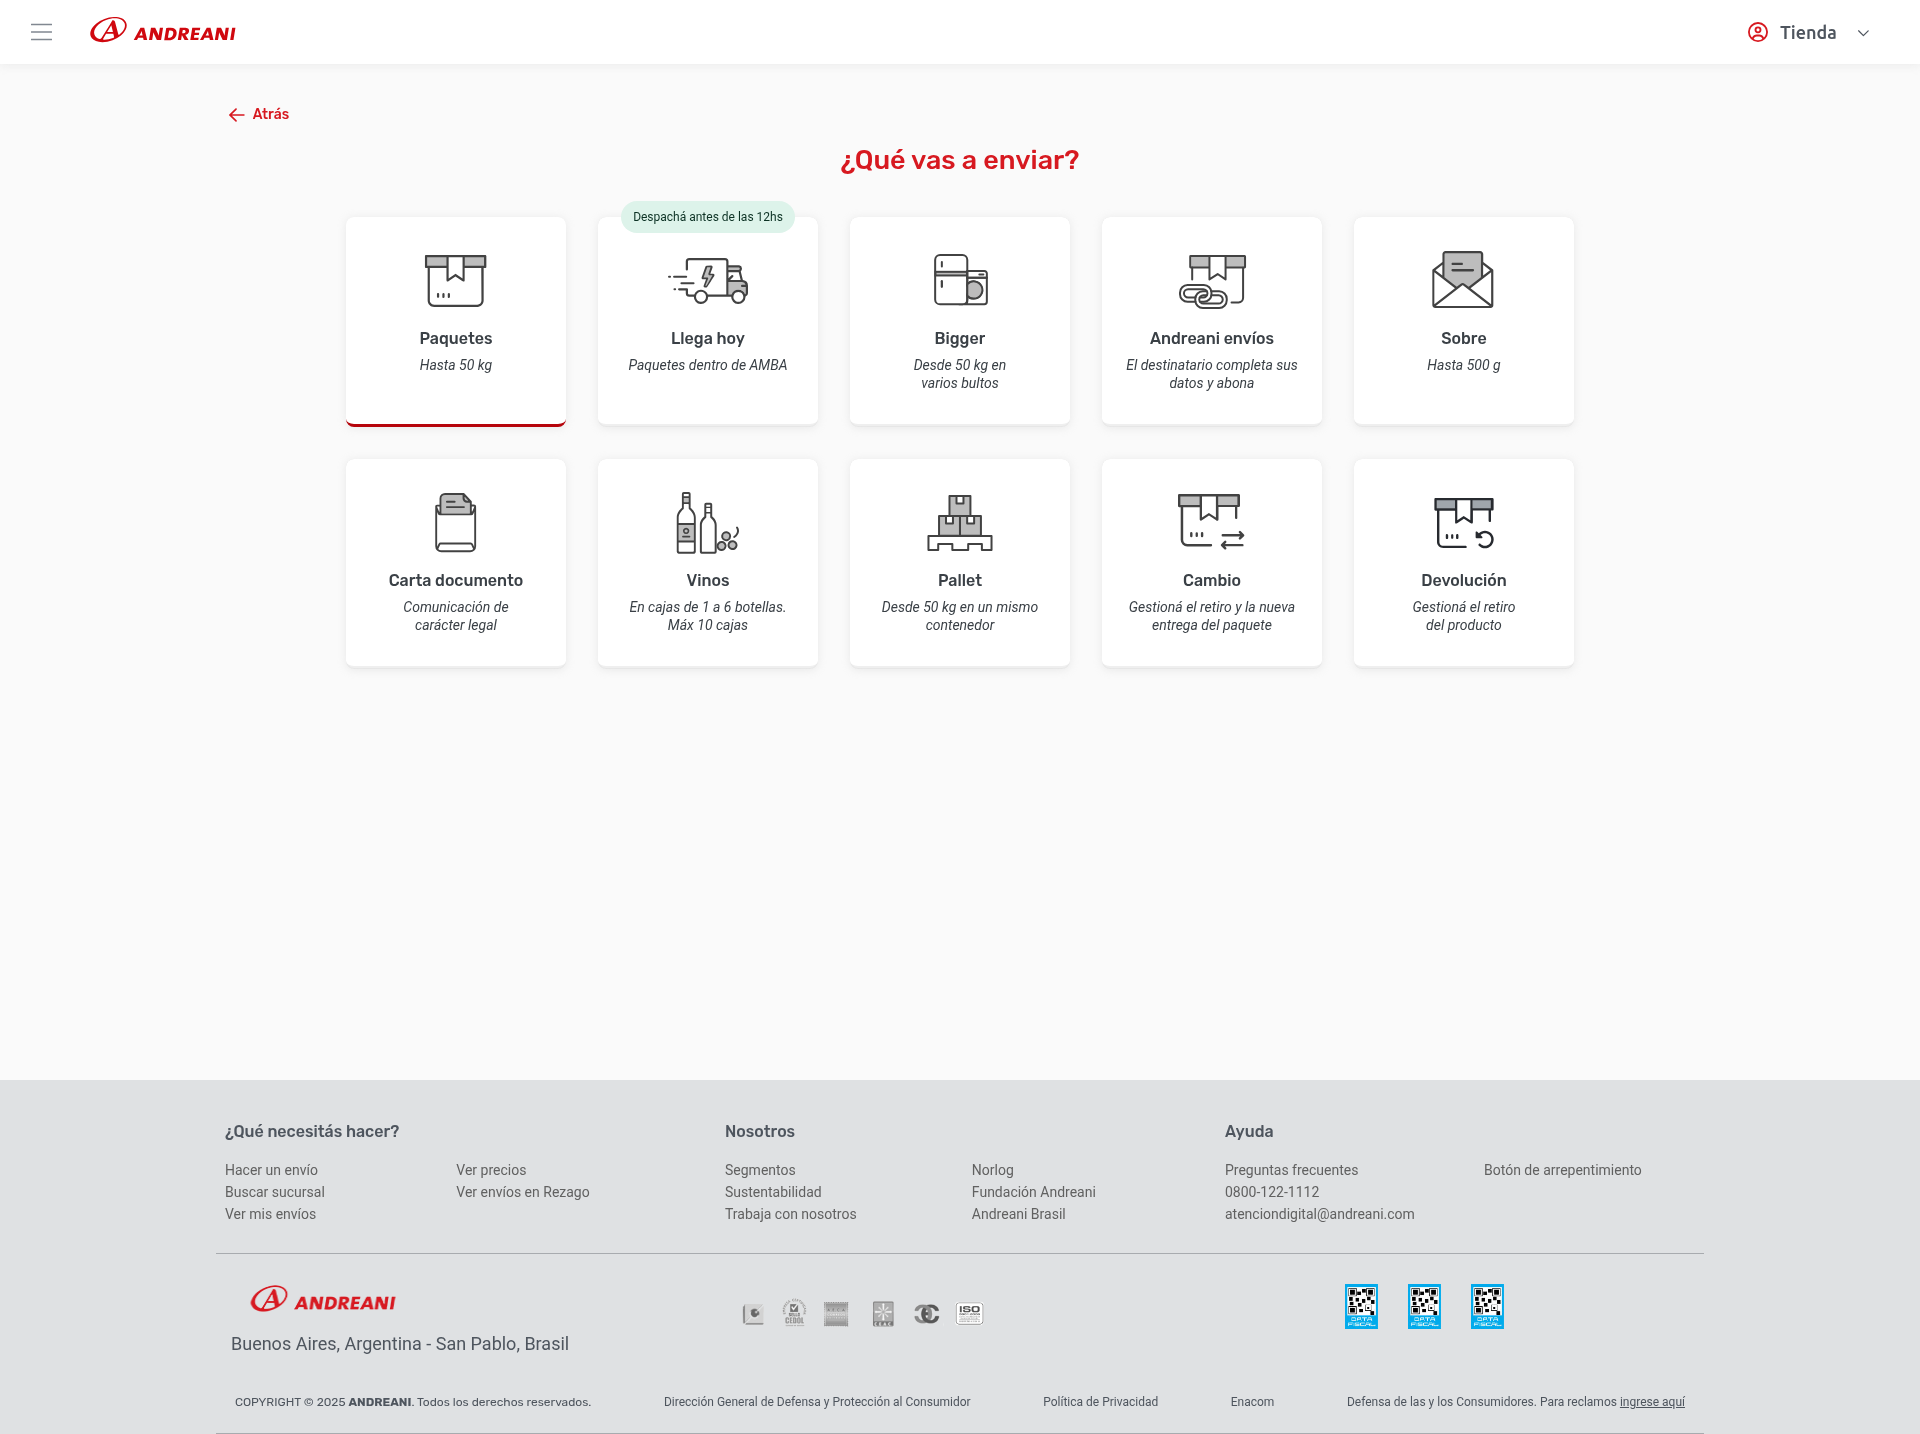 ANDREANI
Tienda
Atrás
¿Qué vas a enviar?
Despachá antes de las 12hs
Paquetes
Hasta 50 kg
Llega hoy
Paquetes dentro de AMBA
Bigger
Desde 50 kg en
varios bultos
Andreani envíos
El destinatario completa sus
datos y abona
Sobre
Hasta 500 g
Carta documento
Comunicación de
carácter legal
Vinos
En cajas de 1 a 6 botellas.
Máx 10 cajas
Pallet
Desde 50 kg en un mismo
contenedor
Cambio
Gestioná el retiro y la nueva
entrega del paquete
Devolución
Gestioná el retiro
del producto
¿Qué necesitás hacer?
Hacer un envío
Buscar sucursal
Ver mis envíos
Ver precios
Ver envíos en Rezago
Nosotros
Segmentos
Sustentabilidad
Trabaja con nosotros
Norlog
Fundación Andreani
Andreani Brasil
Ayuda
Preguntas frecuentes
0800-122-1112
atenciondigital@andreani.com
Botón de arrepentimiento
ANDREANI
Buenos Aires, Argentina - San Pablo, Brasil
CEDOL
ISO
DATA
FISCAL
DATA
FISCAL
DATA
FISCAL
COPYRIGHT © 2025 ANDREANI. Todos los derechos reservados.
Dirección General de Defensa y Protección al Consumidor
Política de Privacidad
Enacom
Defensa de las y los Consumidores. Para reclamos ingrese aquí